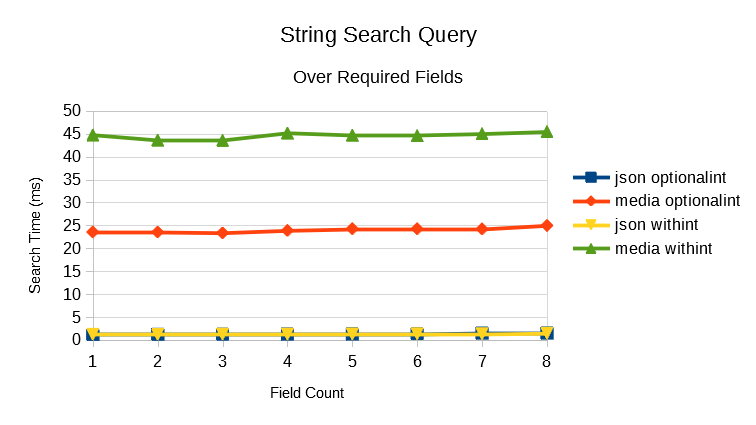 String Search Query
Over Required Fields
50
45
40
35
30
25
20
15
10
5
0
Search Time (ms)
1 2 3 4 5 6 7 8
Field Count
json optionalint
media optionalint
json withint
media withint